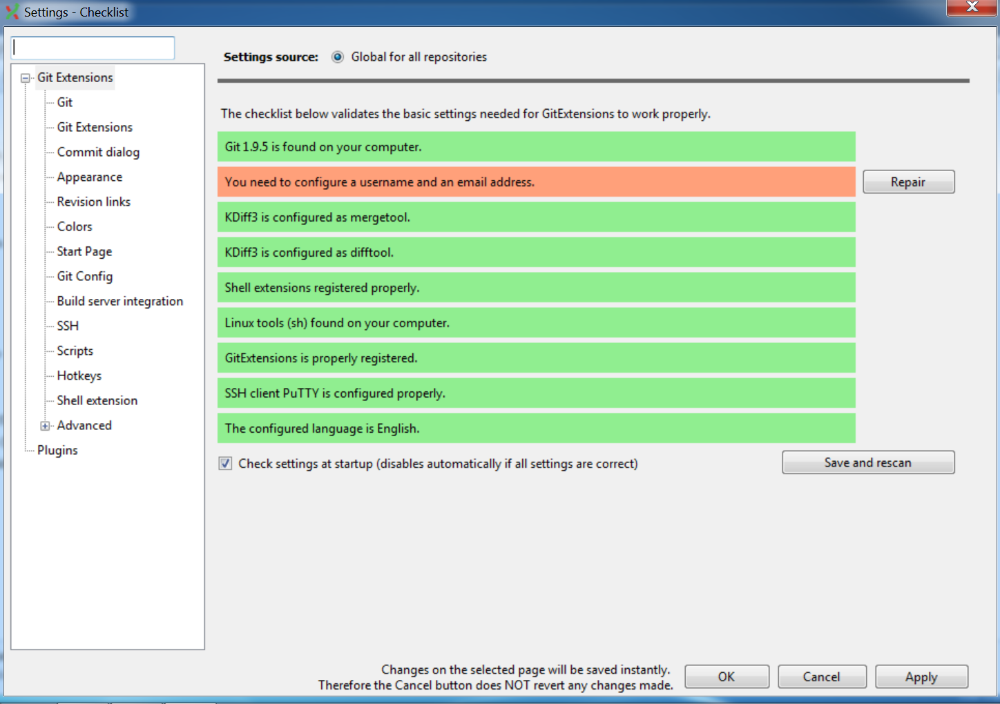 Settings - Checklist
Settings source: Global for all repositories
Git Extensions
Git
Git Extensions
Commit dialog
Appearance
Revision links
Colors
Start Page
Git Config
Build server integration
SSH
Scripts
Hotkeys
Shell extension
Advanced
Plugins
The checklist below validates the basic settings needed for GitExtensions to work properly.
Git 1.9.5 is found on your computer.
You need to configure a username and an email address.
Repair
KDiff3 is configured as mergetool.
KDiff3 is configured as difftool.
Shell extensions registered properly.
Linux tools (sh) found on your computer.
GitExtensions is properly registered.
SSH client PuTTY is configured properly.
The configured language is English.
Check settings at startup (disables automatically if all settings are correct)
Save and rescan
Changes on the selected page will be saved instantly.
Therefore the Cancel button does NOT revert any changes made.
OK
Cancel
Apply